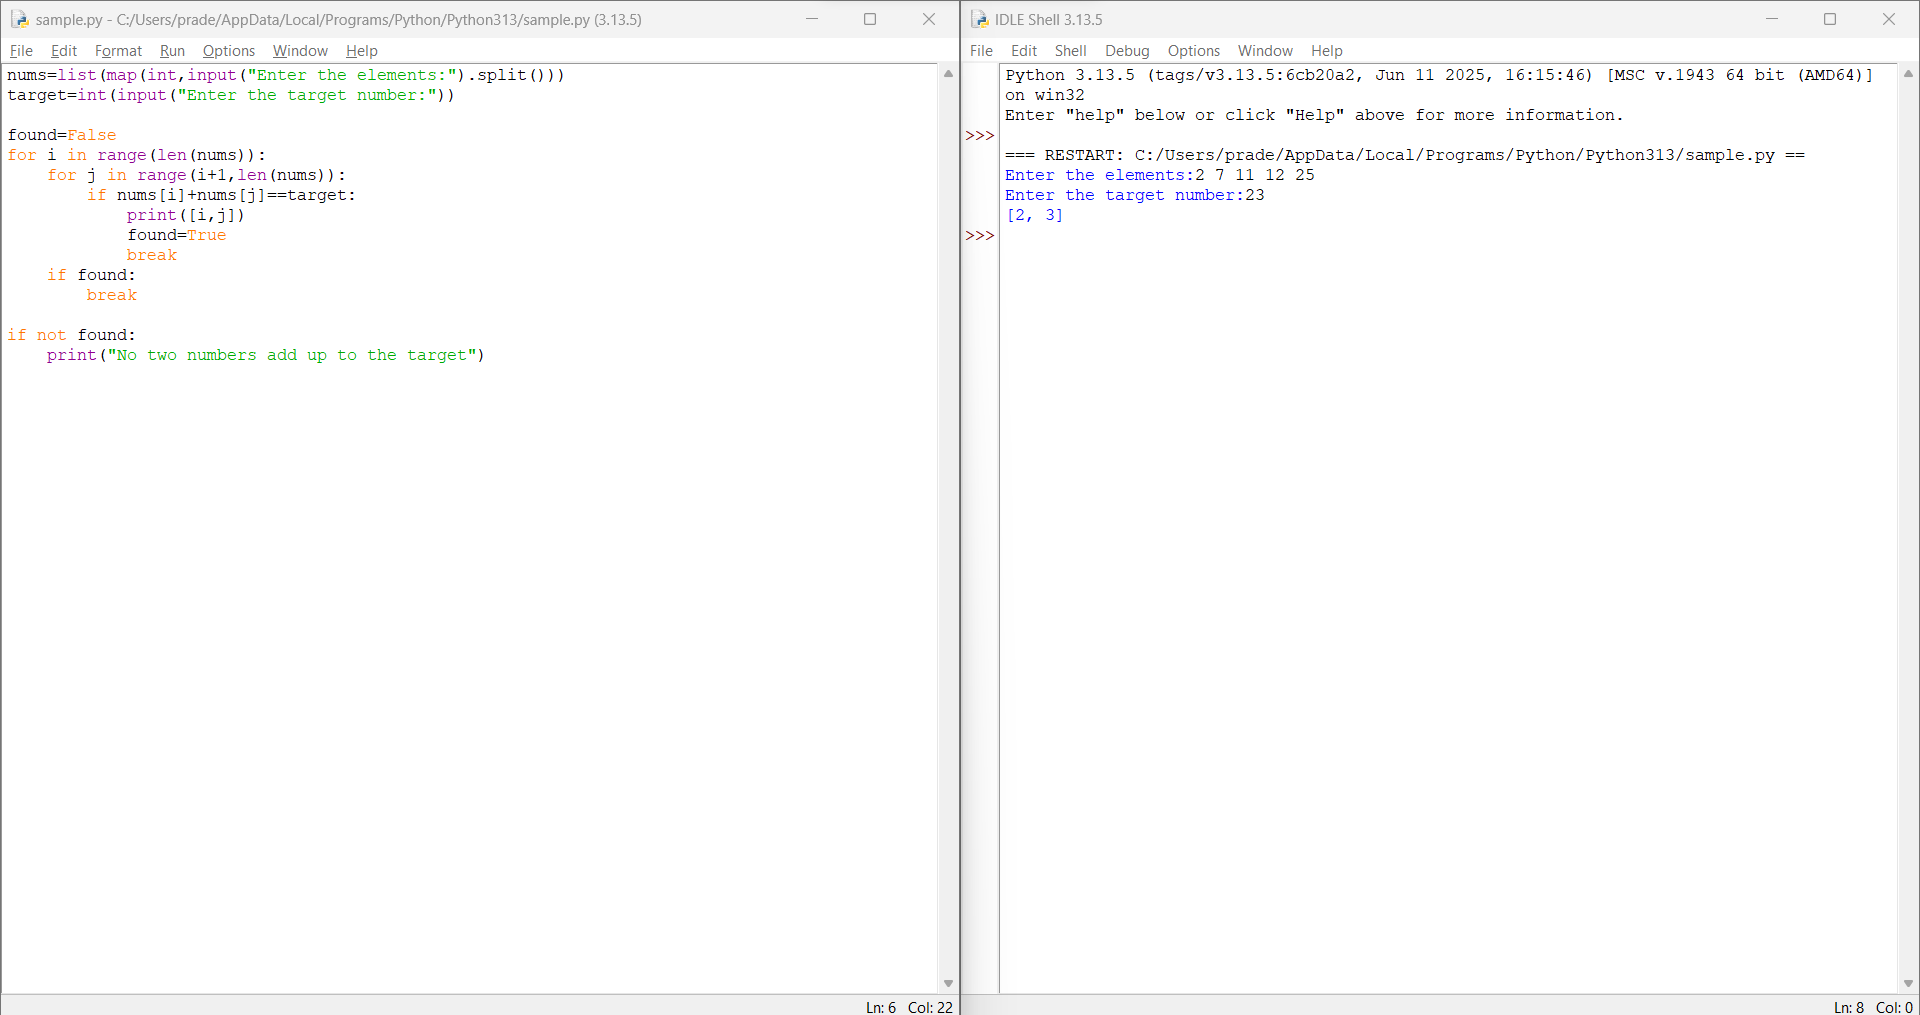 sample.py - C:/Users/prade/AppData/Local/Programs/Python/Python313/sample.py (3.13.5)
File Edit Format Run Options Window Help
nums=list(map(int,input("Enter the elements:").split()))
target=int(input("Enter the target number:"))
found=False
for i in range(len(nums)):
    for j in range(i+1,len(nums)):
        if nums[i]+nums[j]==target:
            print([i,j])
            found=True
            break
    if found:
        break
if not found:
    print("No two numbers add up to the target")
Ln: 6 Col: 22
IDLE Shell 3.13.5
File Edit Shell Debug Options Window Help
Python 3.13.5 (tags/v3.13.5:6cb20a2, Jun 11 2025, 16:15:46) [MSC v.1943 64 bit (AMD64)]
on win32
Enter "help" below or click "Help" above for more information.
>>>
=== RESTART: C:/Users/prade/AppData/Local/Programs/Python/Python313/sample.py ==
Enter the elements:2 7 11 12 25
Enter the target number:23
[2, 3]
>>>
Ln: 8 Col: 0